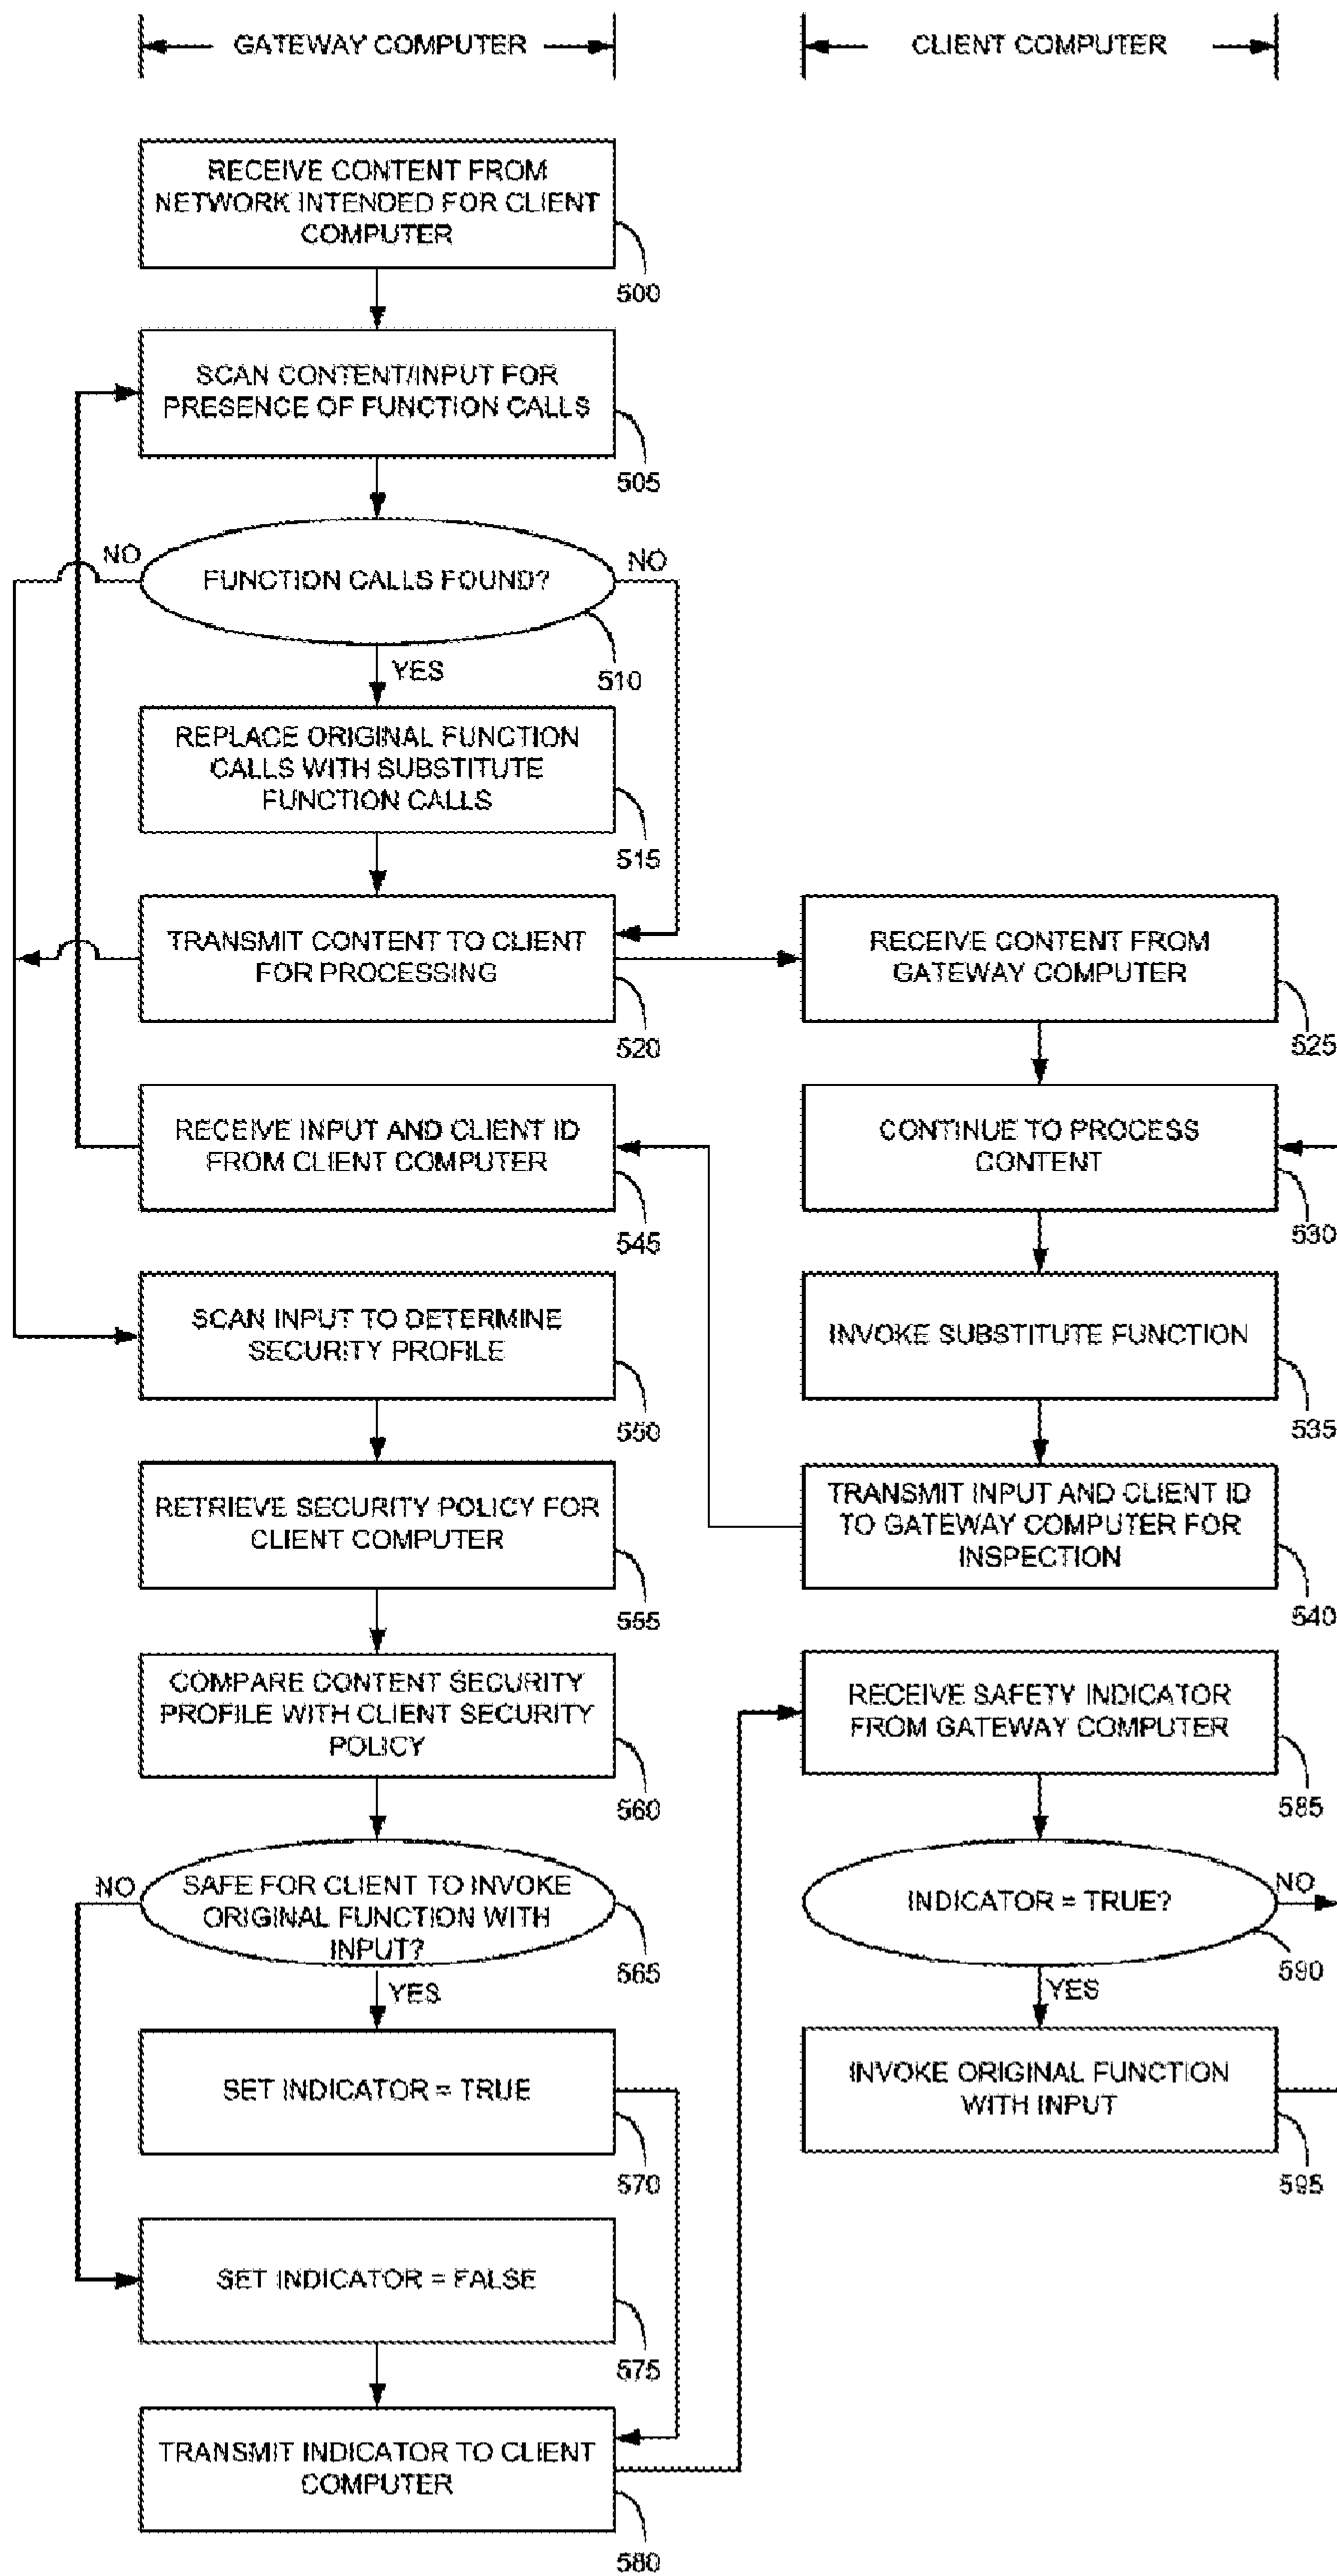 GATEWAY COMPUTER
CLIENT COMPUTER
RECEIVE CONTENT FROM
NETWORK INTENDED FOR CLIENT
COMPUTER
500
SCAN CONTENT/INPUT FOR
PRESENCE OF FUNCTION CALLS
505
NO
FUNCTION CALLS FOUND?
NO
510
YES
REPLACE ORIGINAL FUNCTION
CALLS WITH SUBSTITUTE
FUNCTION CALLS
515
TRANSMIT CONTENT TO CLIENT
FOR PROCESSING
520
RECEIVE CONTENT FROM
GATEWAY COMPUTER
525
CONTINUE TO PROCESS
CONTENT
530
INVOKE SUBSTITUTE FUNCTION
535
TRANSMIT INPUT AND CLIENT ID
TO GATEWAY COMPUTER FOR
INSPECTION
540
RECEIVE INPUT AND CLIENT ID
FROM CLIENT COMPUTER
545
SCAN INPUT TO DETERMINE
SECURITY PROFILE
550
RETRIEVE SECURITY POLICY FOR
CLIENT COMPUTER
555
COMPARE CONTENT SECURITY
PROFILE WITH CLIENT SECURITY
POLICY
560
NO
SAFE FOR CLIENT TO INVOKE
ORIGINAL FUNCTION WITH
INPUT?
565
YES
SET INDICATOR = TRUE
570
SET INDICATOR = FALSE
575
TRANSMIT INDICATOR TO CLIENT
COMPUTER
580
RECEIVE SAFETY INDICATOR
FROM GATEWAY COMPUTER
585
INDICATOR = TRUE?
NO
590
YES
INVOKE ORIGINAL FUNCTION
WITH INPUT
595